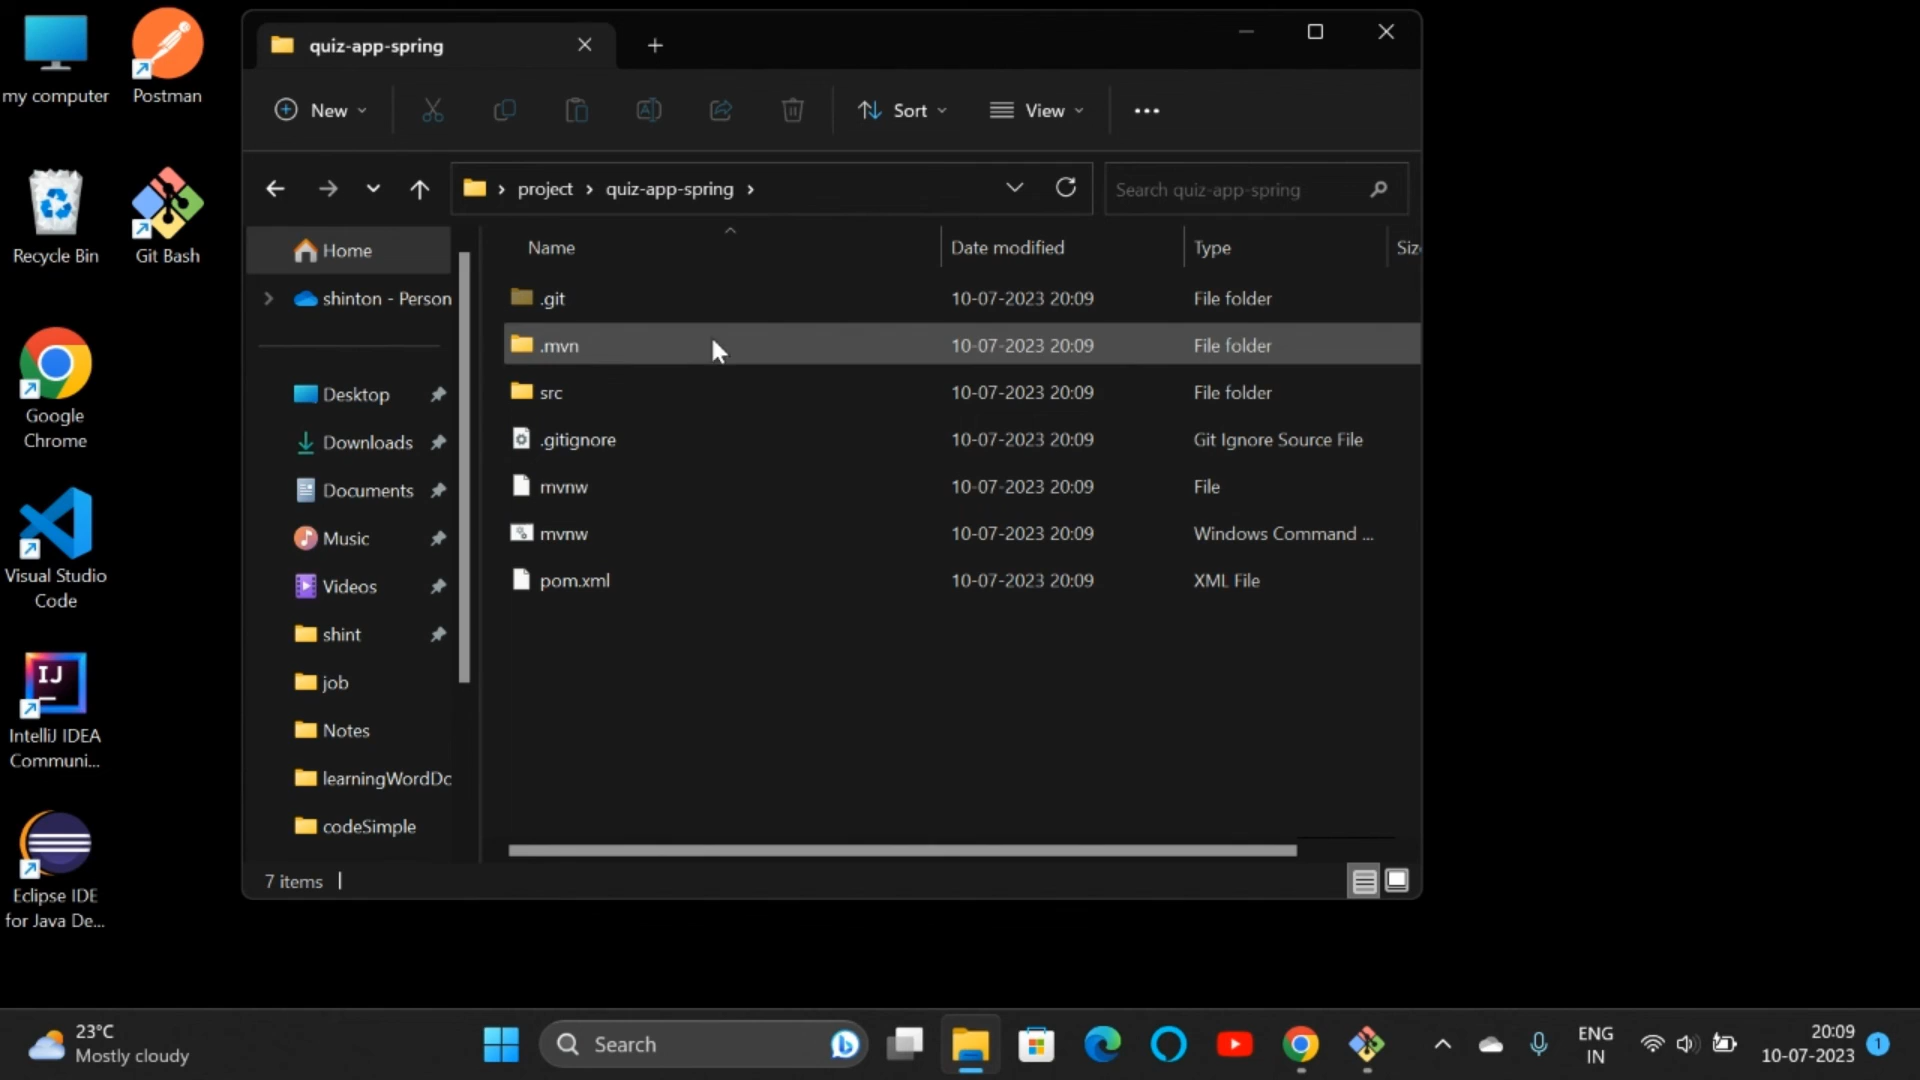 my computer
Postman
Recycle Bin
Git Bash
Google
Chrome
Visual Studio
Code
IJ
IntelliJ IDEA
Communi...
Eclipse IDE
for Java De...
quiz-app-spring
New
Sort
View
project
quiz-app-spring
Search quiz-app-spring
Home
shinton - Person
Desktop
Downloads
Documents
Music
Videos
shint
job
Notes
learningWordDc
codeSimple
Name Date modified Type Siz
.git 10-07-2023 20:09 File folder
.mvn 10-07-2023 20:09 File folder
src 10-07-2023 20:09 File folder
.gitignore 10-07-2023 20:09 Git Ignore Source File
mvnw 10-07-2023 20:09 File
mvnw 10-07-2023 20:09 Windows Command ...
pom.xml 10-07-2023 20:09 XML File
7 items
23°C
Mostly cloudy
Search
ENG
IN
20:09
10-07-2023
1